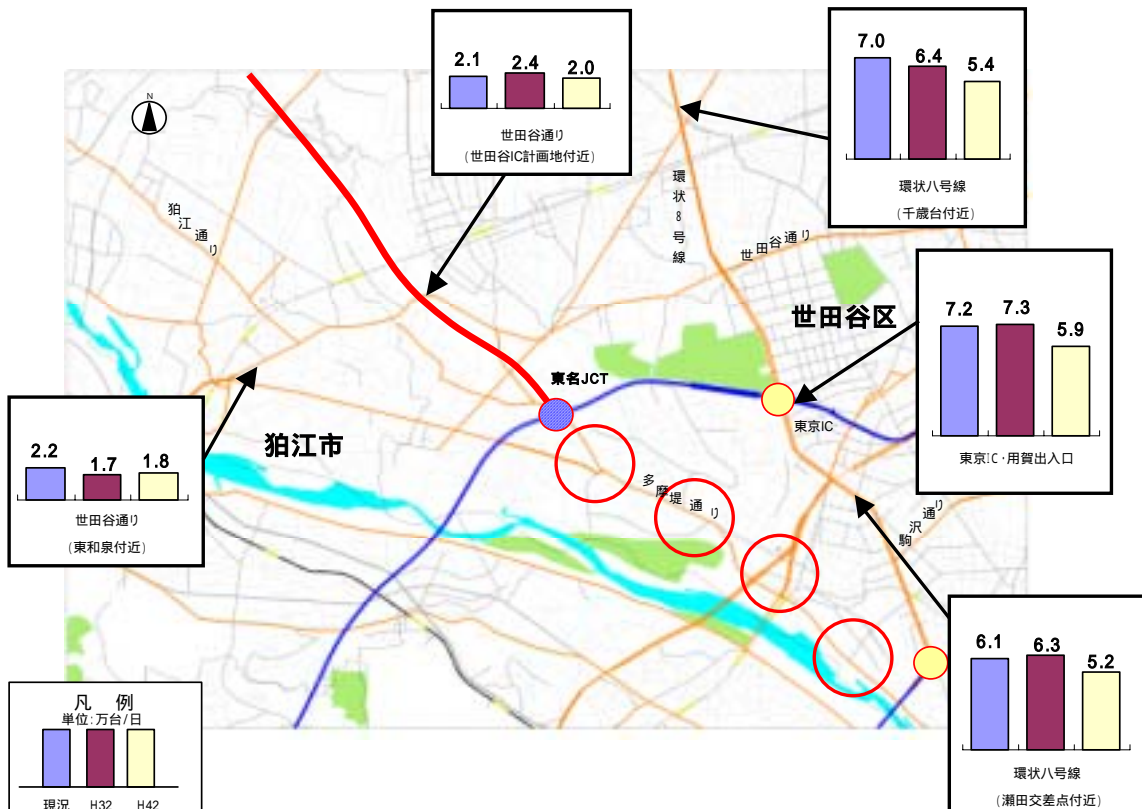 N
2.1 2.4 2.0
世田谷通り
(世田谷IC計画地付近)
7.0 6.4 5.4
環状八号線
(千歳台付近)
狛江通り
環状8号線
世田谷通り
世田谷区
7.2 7.3 5.9
東京IC・用賀出入口
東名JCT
東京IC
狛江市
2.2 1.7 1.8
世田谷通り
(東和泉付近)
多摩堤通り
駒沢通り
6.1 6.3 5.2
環状八号線
(瀬田交差点付近)
凡例
単位:万台/日
現況 H32 H42